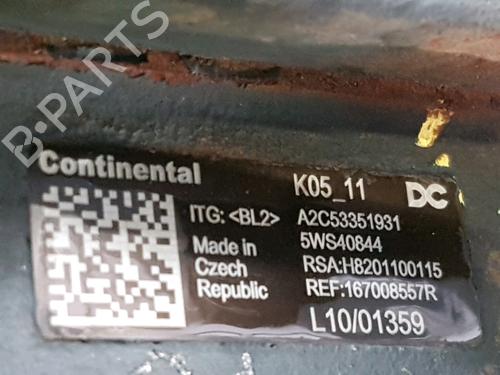 B-PARTS
Continental
K05_11 DC
ITG: <BL2> A2C53351931
Made in 5WS40844
Czech RSA:H8201100115
Republic REF:167008557R
L10/01359